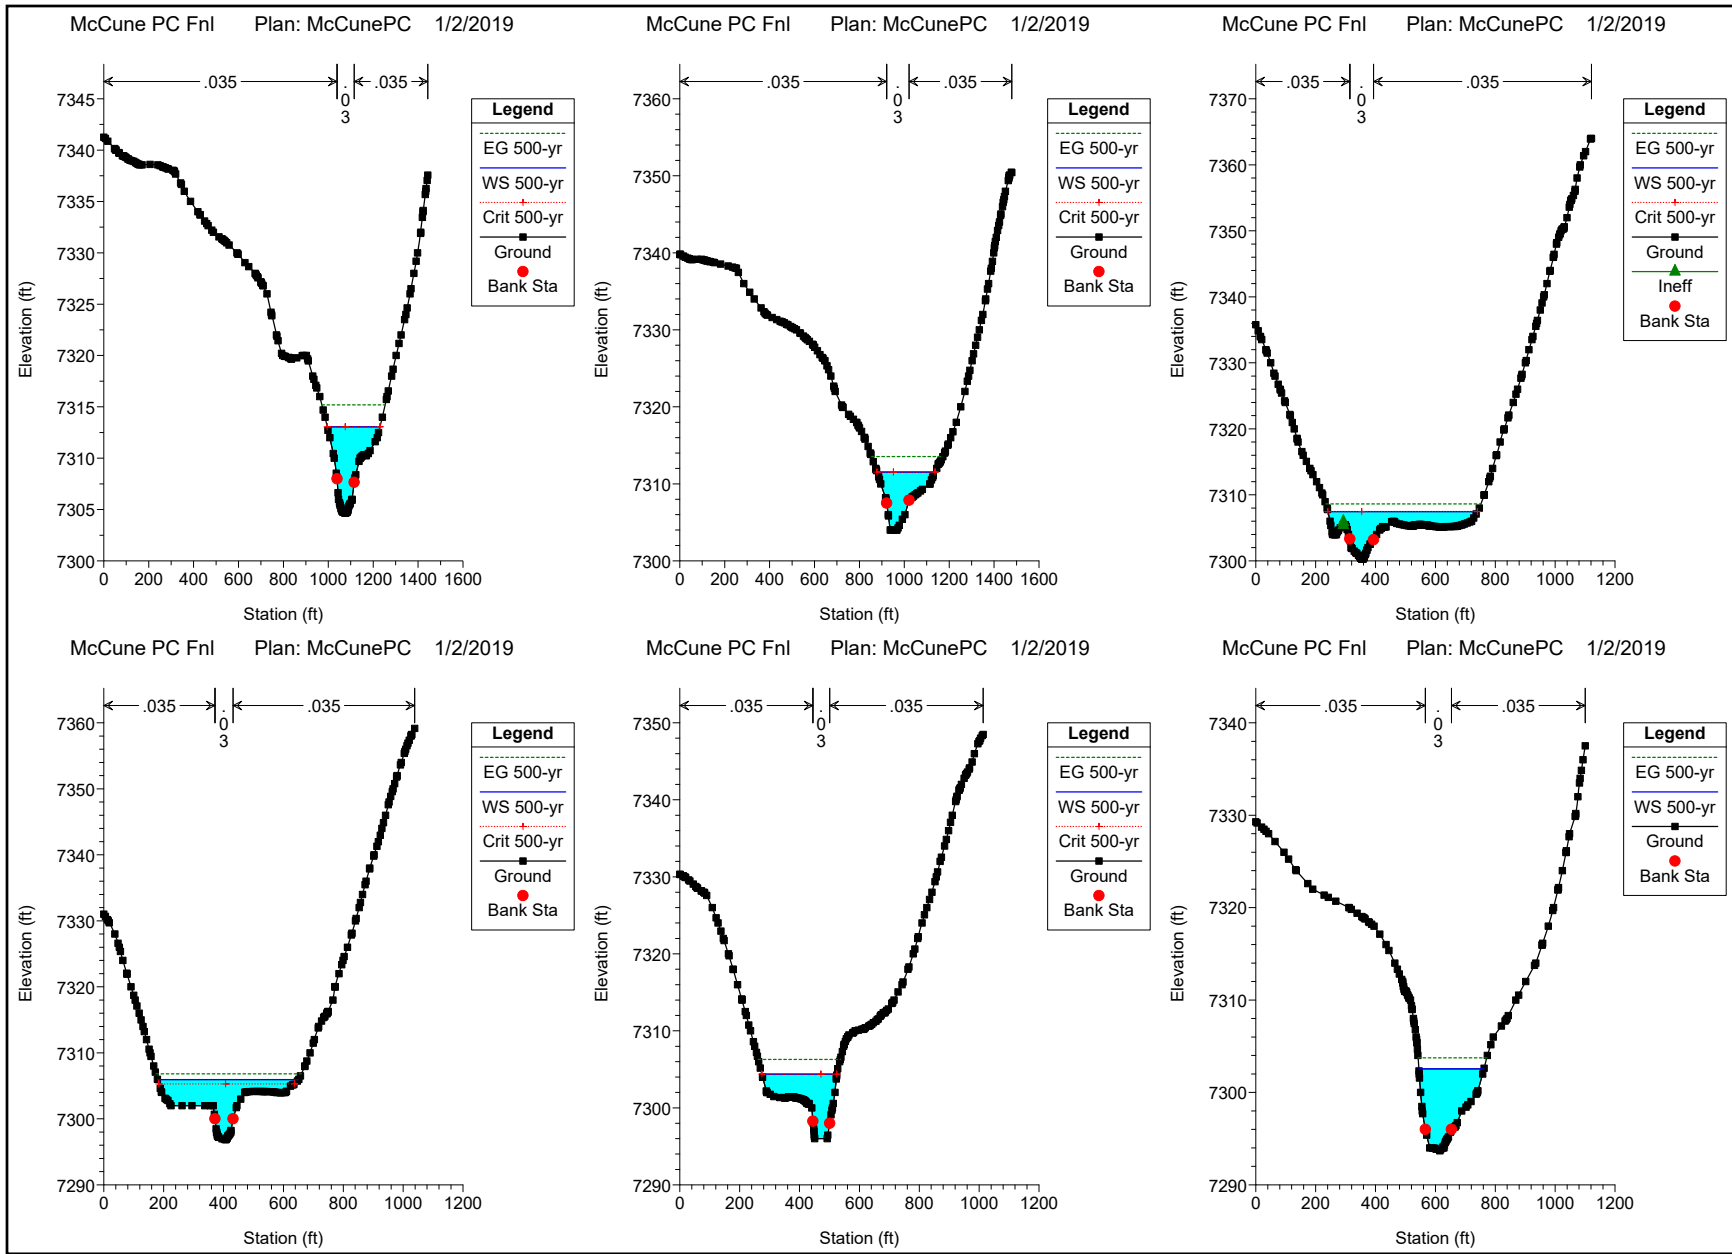 McCune PC Fnl Plan: McCunePC 1/2/2019
.035
.03
.035
7345
7340
7335
7330
7325
7320
7315
7310
7305
7300
Elevation (ft)
0 200 400 600 800 1000 1200 1400 1600
Station (ft)
Legend
EG 500-yr
WS 500-yr
Crit 500-yr
Ground
Bank Sta
McCune PC Fnl Plan: McCunePC 1/2/2019
.035
.03
.035
7360
7350
7340
7330
7320
7310
7300
Elevation (ft)
0 200 400 600 800 1000 1200 1400 1600
Station (ft)
Legend
EG 500-yr
WS 500-yr
Crit 500-yr
Ground
Bank Sta
McCune PC Fnl Plan: McCunePC 1/2/2019
.035
.03
.035
7370
7360
7350
7340
7330
7320
7310
7300
Elevation (ft)
0 200 400 600 800 1000 1200
Station (ft)
Legend
EG 500-yr
WS 500-yr
Crit 500-yr
Ground
Ineff
Bank Sta
McCune PC Fnl Plan: McCunePC 1/2/2019
.035
.03
.035
7360
7350
7340
7330
7320
7310
7300
7290
Elevation (ft)
0 200 400 600 800 1000 1200
Station (ft)
Legend
EG 500-yr
WS 500-yr
Crit 500-yr
Ground
Bank Sta
McCune PC Fnl Plan: McCunePC 1/2/2019
.035
.03
.035
7350
7340
7330
7320
7310
7300
7290
Elevation (ft)
0 200 400 600 800 1000 1200
Station (ft)
Legend
EG 500-yr
WS 500-yr
Crit 500-yr
Ground
Bank Sta
McCune PC Fnl Plan: McCunePC 1/2/2019
.035
.03
.035
7340
7330
7320
7310
7300
7290
Elevation (ft)
0 200 400 600 800 1000 1200
Station (ft)
Legend
EG 500-yr
WS 500-yr
Ground
Bank Sta